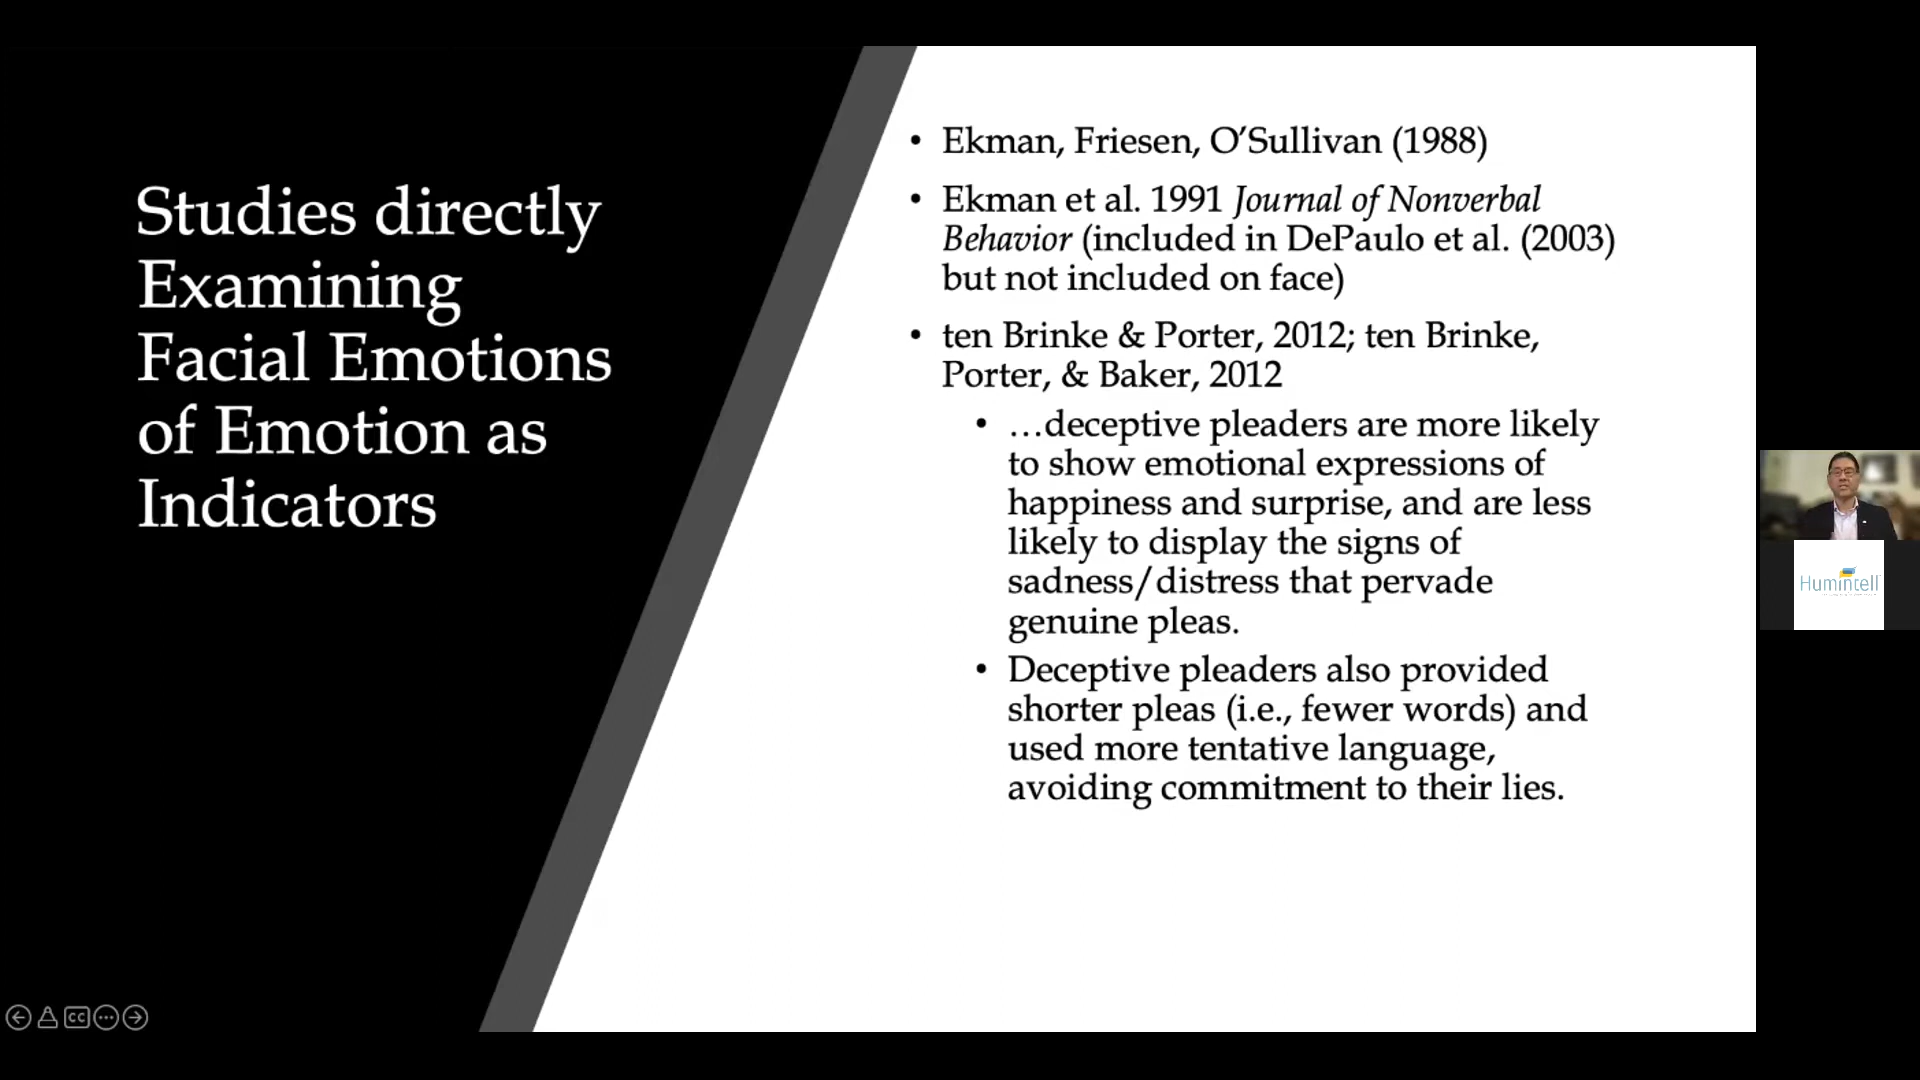 Studies directly
Examining
Facial Emotions
of Emotion as
Indicators
• Ekman, Friesen, O’Sullivan (1988)
• Ekman et al. 1991 Journal of Nonverbal
Behavior (included in DePaulo et al. (2003)
but not included on face)
• ten Brinke & Porter, 2012; ten Brinke,
Porter, & Baker, 2012
• …deceptive pleaders are more likely
to show emotional expressions of
happiness and surprise, and are less
likely to display the signs of
sadness/distress that pervade
genuine pleas.
• Deceptive pleaders also provided
shorter pleas (i.e., fewer words) and
used more tentative language,
avoiding commitment to their lies.
Humintell
CC